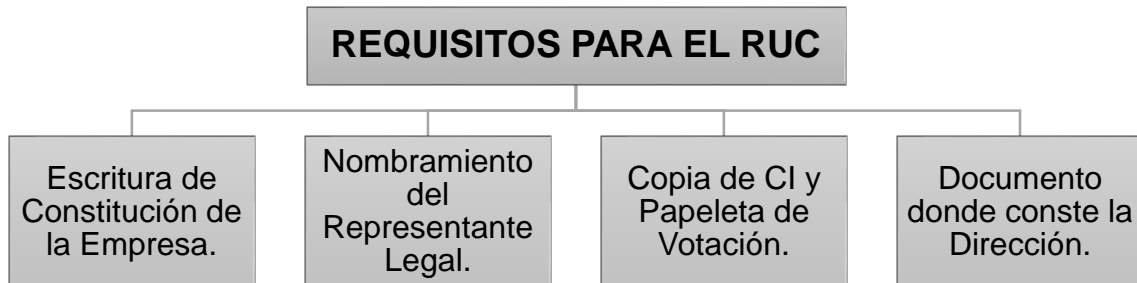 REQUISITOS PARA EL RUC
Escritura de
Constitución de
la Empresa.
Nombramiento
del
Representante
Legal.
Copia de CI y
Papeleta de
Votación.
Documento
donde conste la
Dirección.